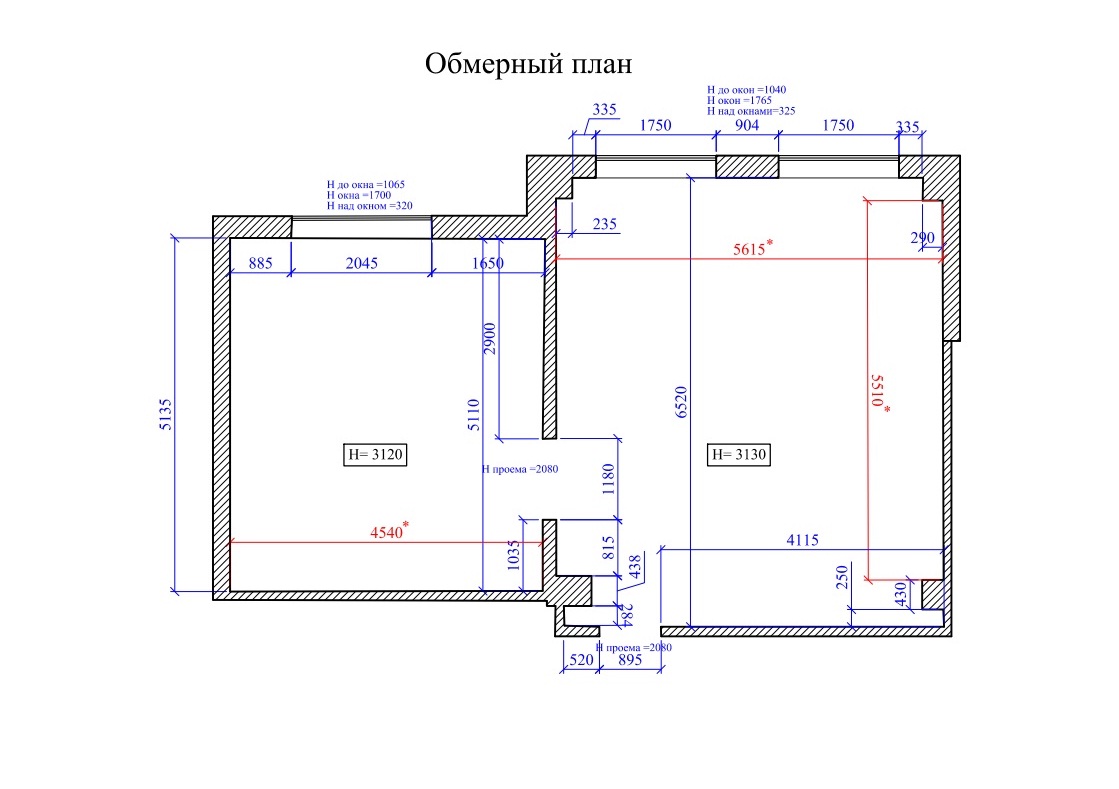 Обмерный план
H до окон =1040
H окон =1765
H над окнами=325
335
1750
904
1750
335
H до окна =1065
H окна =1700
H над окном =320
235
290
5615*
885
2045
1650
2900
5135
5110
6520
5510*
H= 3120
H= 3130
H проема =2080
1180
4540*
1035
815
438
4115
250
430
284
H проема =2080
520
895